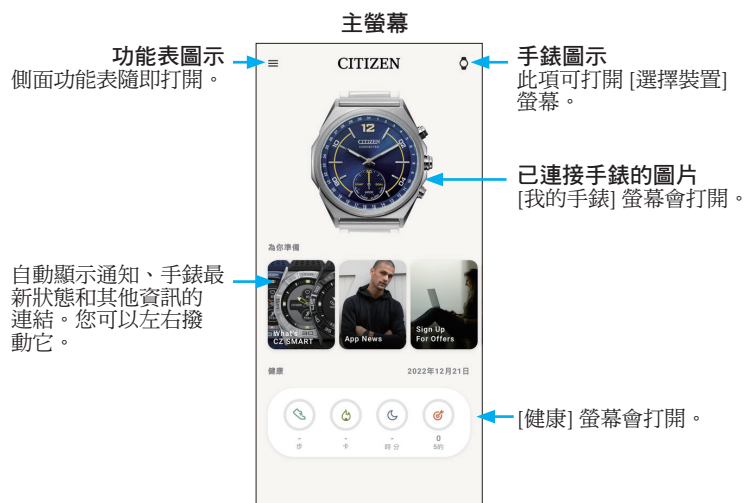 主螢幕
功能表圖示
側面功能表隨即打開。
CITIZEN
手錶圖示
此項可打開 [選擇裝置]
螢幕。
12
CITIZEN
已連接手錶的圖片
[我的手錶] 螢幕會打開。
為你準備
自動顯示通知、手錶最
新狀態和其他資訊的
連結。您可以左右撥
動它。
What's
CZ SMART
App News
Sign Up
For Offers
健康
2022年12月21日
[健康] 螢幕會打開。
- - - 0
步 卡 時 分 5的